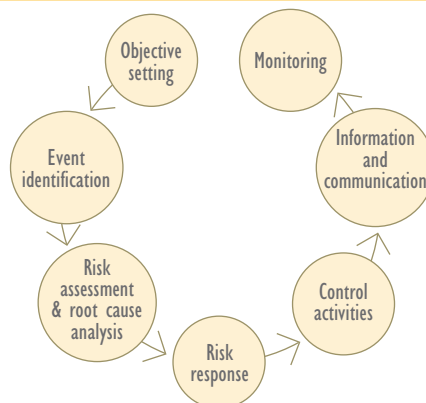 Objective
setting
Event
identification
Risk
assessment
& root cause
analysis
Risk
response
Control
activities
Information
and
communication
Monitoring